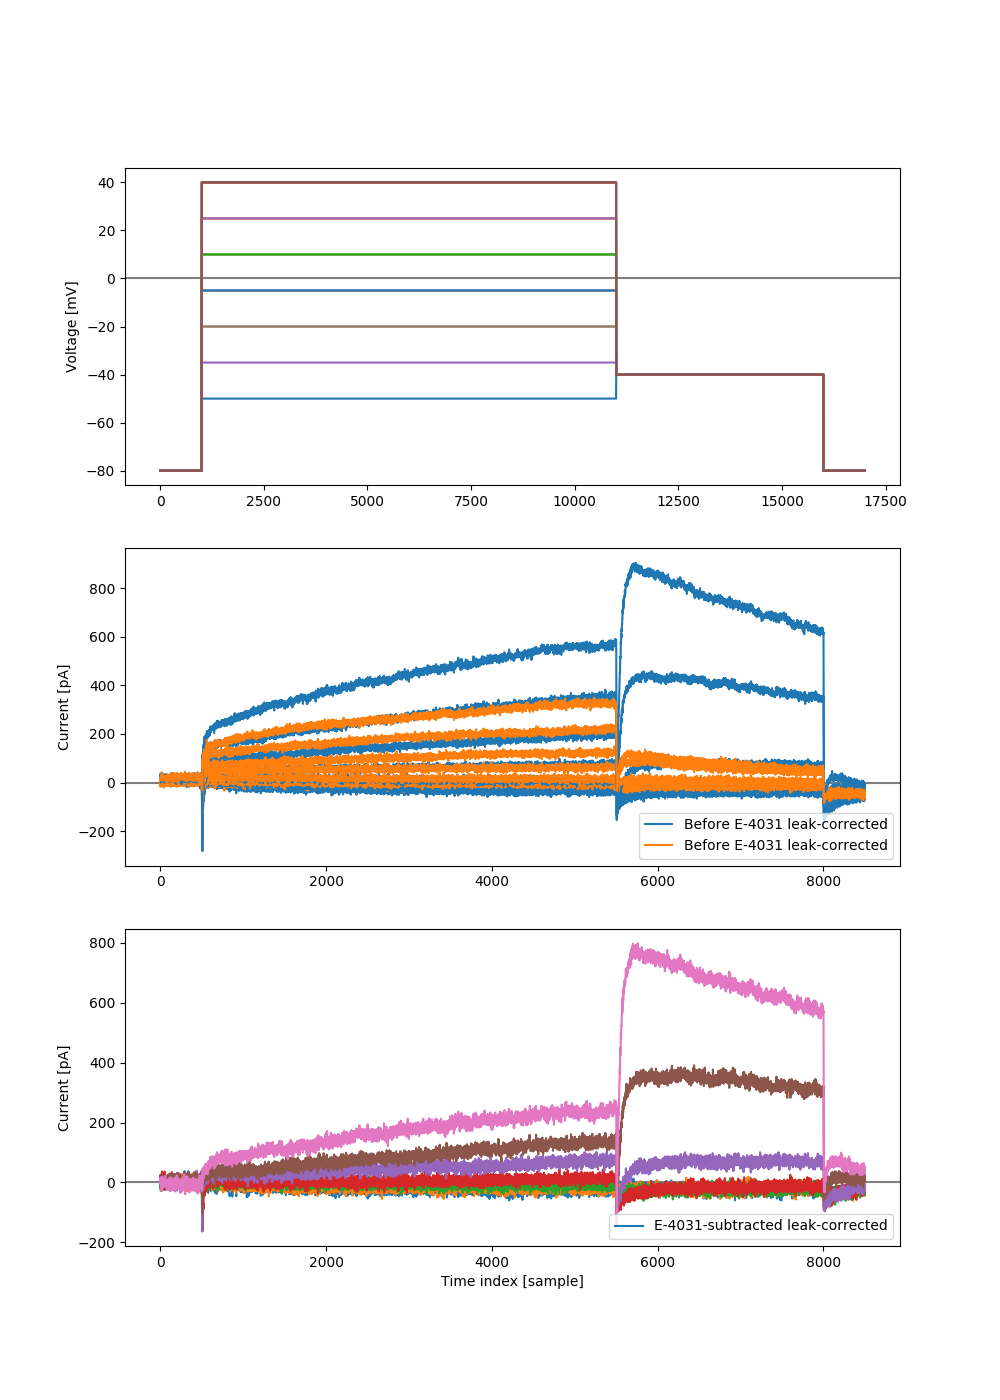 Voltage [mV]
40
20
0
−20
−40
−60
−80
0 2500 5000 7500 10000 12500 15000 17500
Current [pA]
800
600
400
200
0
−200
Before E-4031 leak-corrected
Before E-4031 leak-corrected
0 2000 4000 6000 8000
Current [pA]
800
600
400
200
0
−200
E-4031-subtracted leak-corrected
0 2000 4000 6000 8000
Time index [sample]